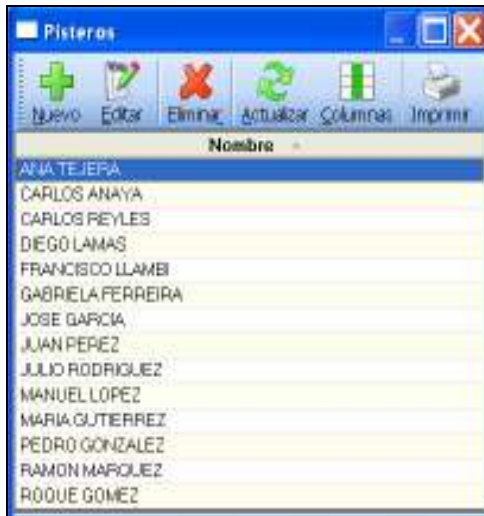 Pisteros
Nuevo Editar Eliminar Actualizar Columnas Imprimir
Nombre
ANA TEJERA
CARLOS ANAYA
CARLOS REYLES
DIEGO LAMAS
FRANCISCO LLAMBI
GABRIELA FERREIRA
JOSE GARCIA
JUAN PEREZ
JULIO RODRIGUEZ
MANUEL LOPEZ
MARIA GUTIERREZ
PEDRO GONZALEZ
RAMON MARQUEZ
ROQUE GOMEZ